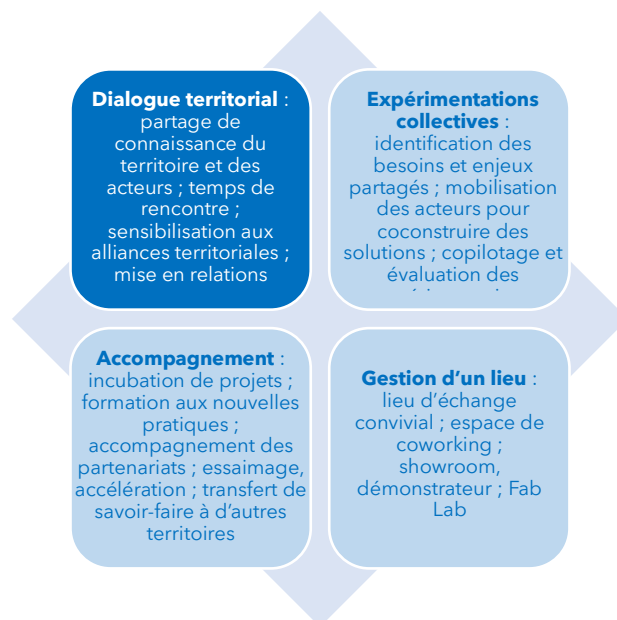 Dialogue territorial :
partage de
connaissance du
territoire et des
acteurs ; temps de
rencontre ;
sensibilisation aux
alliances territoriales ;
mise en relations
Expérimentations
collectives :
identification des
besoins et enjeux
partagés ; mobilisation
des acteurs pour
coconstruire des
solutions ; copilotage et
évaluation des
Accompagnement :
incubation de projets ;
formation aux nouvelles
pratiques ;
accompagnement des
partenariats ; essaimage,
accélération ; transfert de
savoir-faire à d’autres
territoires
Gestion d’un lieu :
lieu d’échange
convivial ; espace de
coworking ;
showroom,
démonstrateur ; Fab
Lab